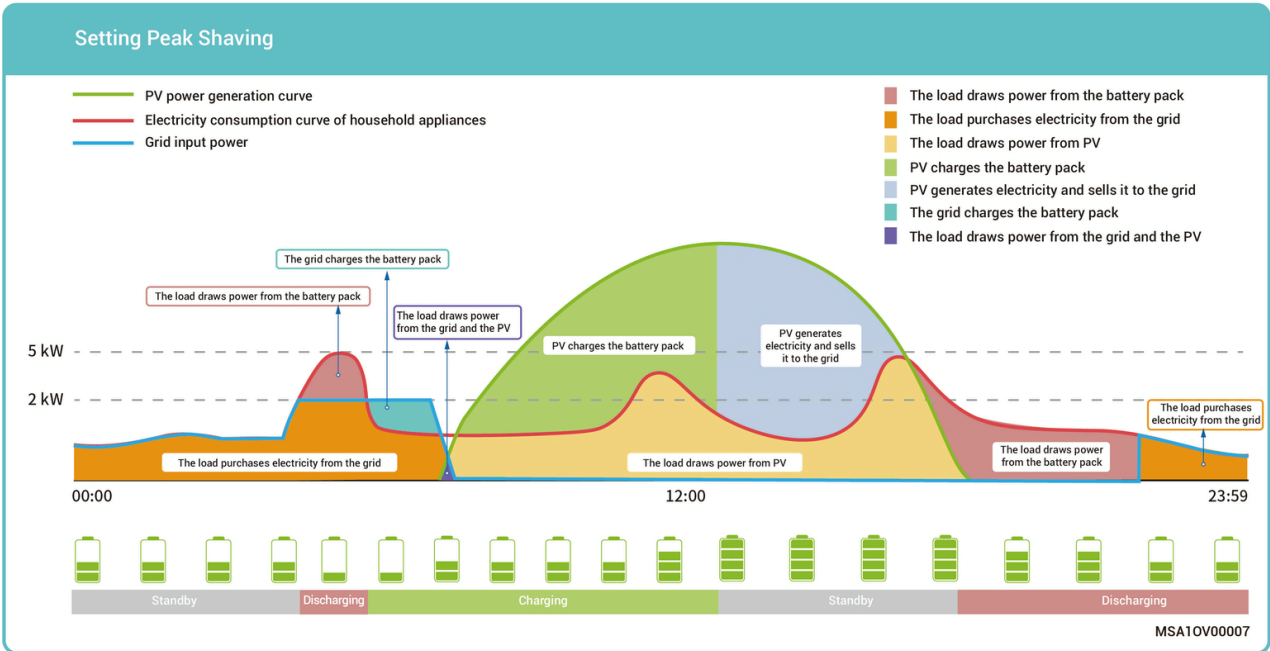 Setting Peak Shaving
PV power generation curve
Electricity consumption curve of household appliances
Grid input power
The load draws power from the battery pack
The load purchases electricity from the grid
The load draws power from PV
PV charges the battery pack
PV generates electricity and sells it to the grid
The grid charges the battery pack
The load draws power from the grid and the PV
The grid charges the battery pack
The load draws power from the battery pack
The load draws power
from the grid and the PV
PV charges the battery pack
PV generates
electricity and sells
it to the grid
5 kW
2 kW
The load purchases
electricity from the grid
The load purchases electricity from the grid
The load draws power from PV
The load draws power
from the battery pack
00:00
12:00
23:59
Standby
Discharging
Charging
Standby
Discharging
MSA1OV00007